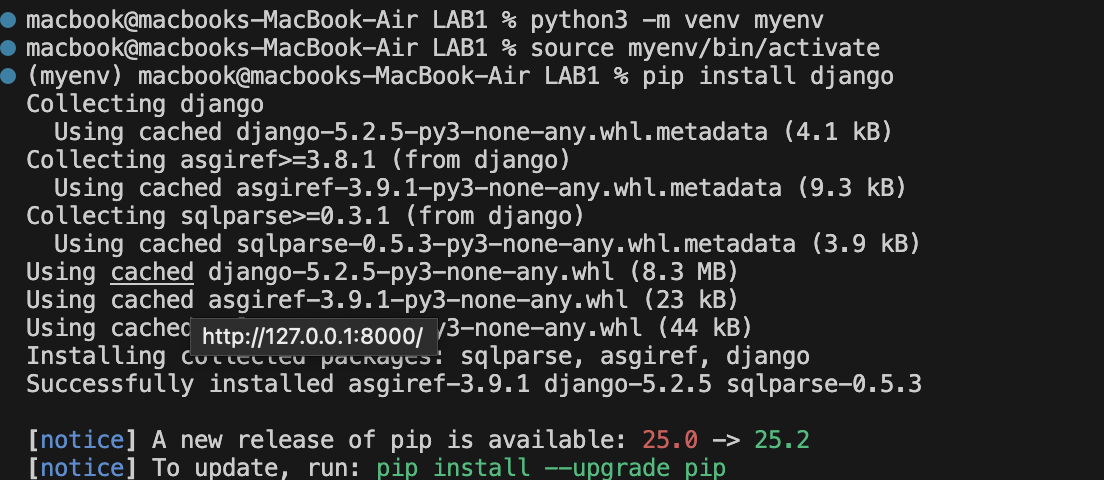 macbook@macbooks-MacBook-Air LAB1 % python3 -m venv myenv
macbook@macbooks-MacBook-Air LAB1 % source myenv/bin/activate
(myenv) macbook@macbooks-MacBook-Air LAB1 % pip install django
Collecting django
  Using cached django-5.2.5-py3-none-any.whl.metadata (4.1 kB)
Collecting asgiref>=3.8.1 (from django)
  Using cached asgiref-3.9.1-py3-none-any.whl.metadata (9.3 kB)
Collecting sqlparse>=0.3.1 (from django)
  Using cached sqlparse-0.5.3-py3-none-any.whl.metadata (3.9 kB)
Using cached django-5.2.5-py3-none-any.whl (8.3 MB)
Using cached asgiref-3.9.1-py3-none-any.whl (23 kB)
Using cached y3-none-any.whl (44 kB)
http://127.0.0.1:8000/
Installing collected packages: sqlparse, asgiref, django
Successfully installed asgiref-3.9.1 django-5.2.5 sqlparse-0.5.3
[notice] A new release of pip is available: 25.0 -> 25.2
[notice] To update, run: pip install --upgrade pip